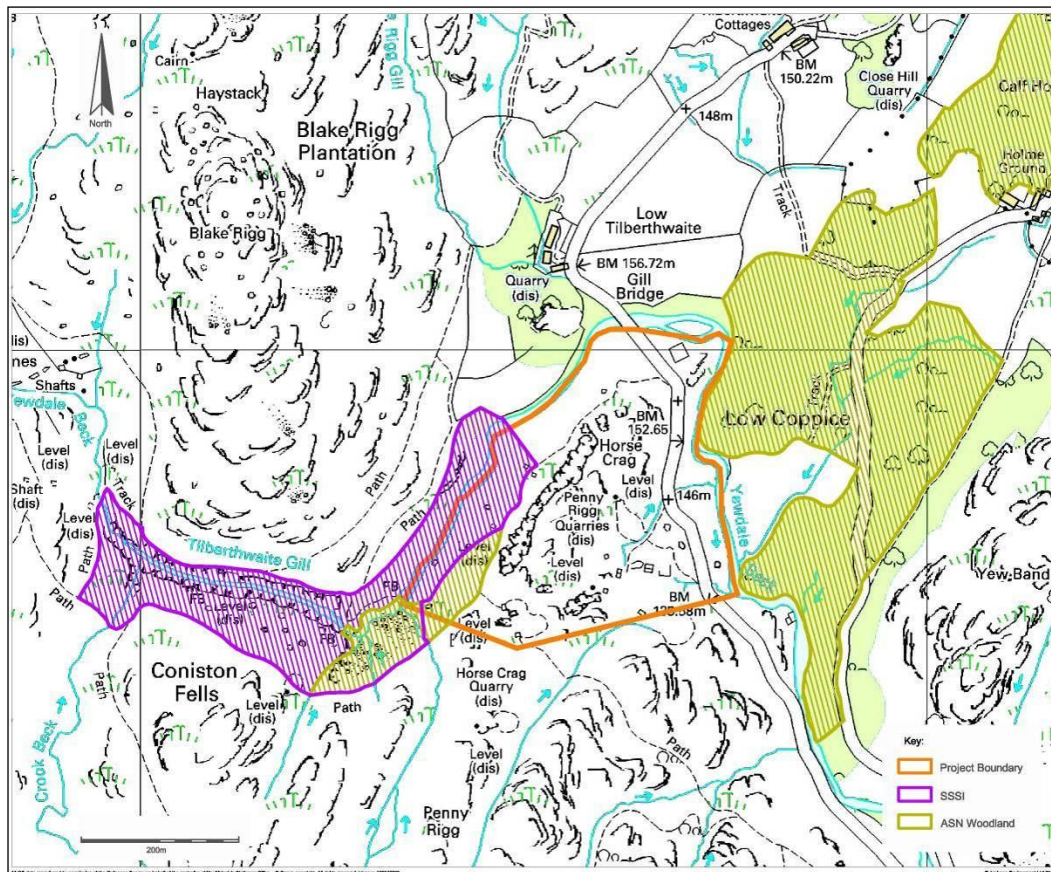 Cottages
BM
150.22m
Cairn
Haystack
Rigg Gill
Close Hill
Quarry
(dis)
148m
North
Blake Rigg
Plantation
Holme
Ground
Track
Blake Rigg
Low
Tilberthwaite
BM 156.72m
Quarry
(dis)
Gill
Bridge
Shafts
Beck
Level
(dis)
Level
(dis)
Shaft
(dis)
Level
(dis)
Track
Path
Path
Tilberthwaite Gill
FB
Level
(dis)
FB
FB
Path
Path
Level
(dis)
BM
152.65
Horse
Crag
Level
(dis)
Penny
Rigg
Quarries
(dis)
Level
(dis)
146m
Track
Low Coppice
Yewdale
Beck
BM
Yew Band
Coniston
Fells
Level
(dis)
Path
Level
(dis)
Horse Crag
Quarry
(dis)
Level
(dis)
Path
Path
Crook Beck
Penny
Rigg
200m
Key:
Project Boundary
SSSI
ASN Woodland